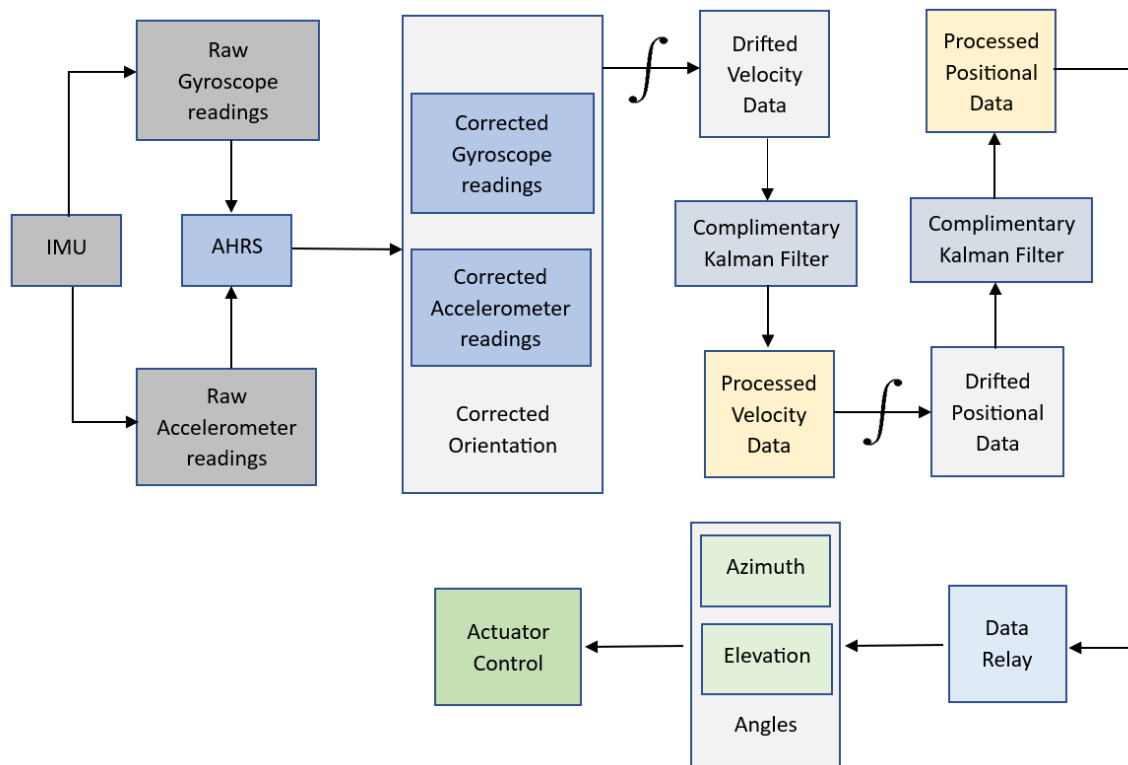 Raw
Gyroscope
readings
IMU
AHRS
Raw
Accelerometer
readings
Corrected
Gyroscope
readings
Corrected
Accelerometer
readings
Corrected
Orientation
∫
Drifted
Velocity
Data
Complimentary
Kalman Filter
Processed
Velocity
Data
∫
Drifted
Positional
Data
Complimentary
Kalman Filter
Processed
Positional
Data
Data
Relay
Azimuth
Elevation
Angles
Actuator
Control